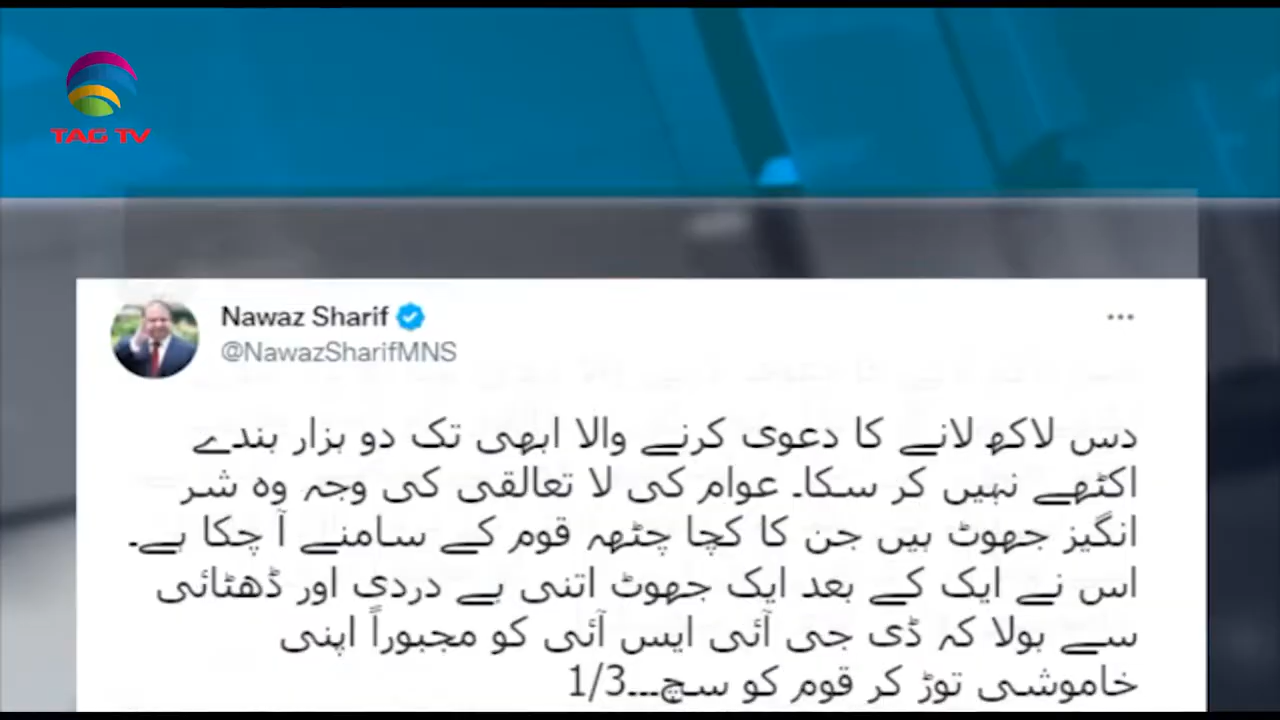 TAG TV
Nawaz Sharif
@NawazSharifMNS
دس لاکھ لانے کا دعوی کرنے والا ابھی تک دو ہزار بندے
اکٹھے نہیں کر سکا۔ عوام کی لا تعالقی کی وجہ وہ شر
انگیز جھوٹ ہیں جن کا کچا چٹھہ قوم کے سامنے آ چکا ہے۔
اس نے ایک کے بعد ایک جھوٹ اتنی بے دردی اور ڈھٹائی
سے بولا کہ ڈی جی آئی ایس آئی کو مجبوراً اپنی
خاموشی توڑ کر قوم کو سچ...1/3